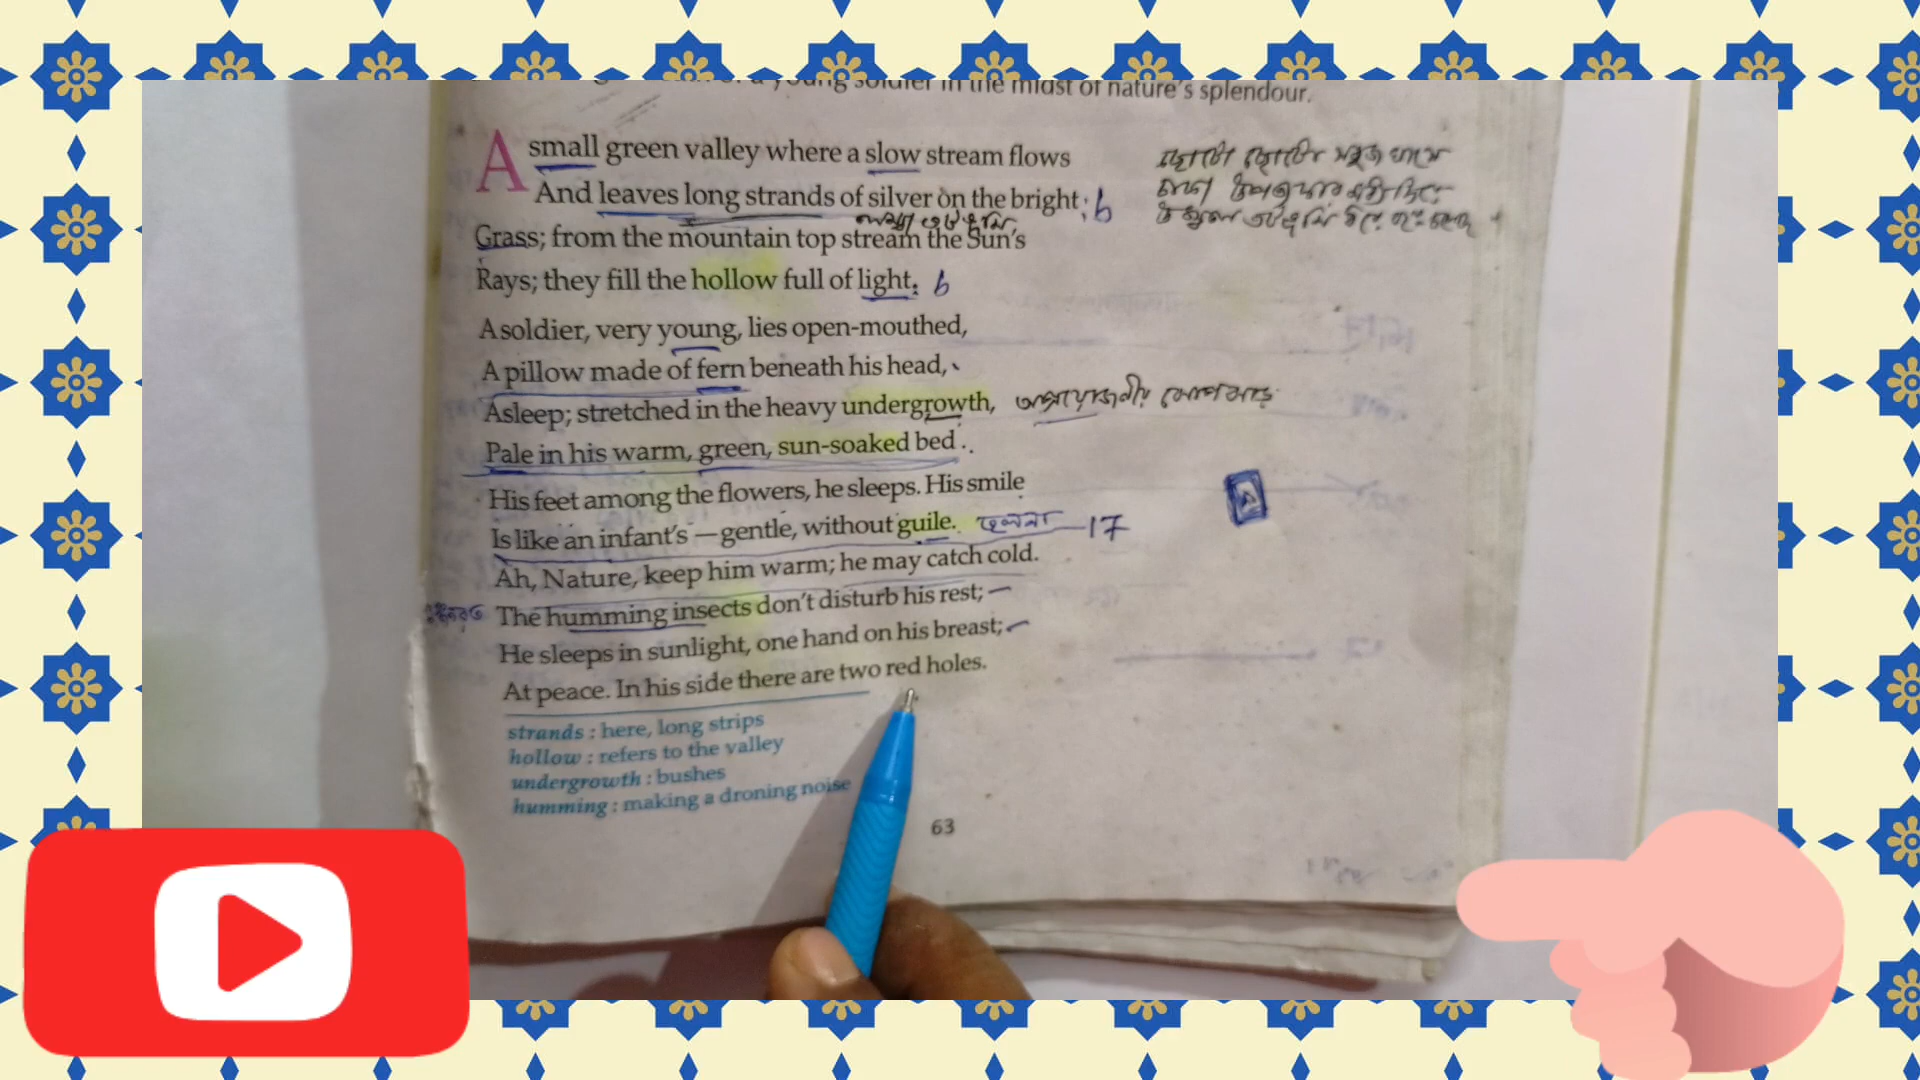 young soldier in the midst of nature's splendour.
A small green valley where a slow stream flows
And leaves long strands of silver on the bright; b
Grass; from the mountain top stream the Sun's
Rays; they fill the hollow full of light; b
A soldier, very young, lies open-mouthed,
A pillow made of fern beneath his head,
Asleep; stretched in the heavy undergrowth,
Pale in his warm, green, sun-soaked bed.
His feet among the flowers, he sleeps. His smile
Is like an infant's — gentle, without guile. ছলনা 17
Ah, Nature, keep him warm; he may catch cold.
The humming insects don't disturb his rest;
He sleeps in sunlight, one hand on his breast;
At peace. In his side there are two red holes.
strands : here, long strips
hollow : refers to the valley
undergrowth : bushes
humming : making a droning noise
63